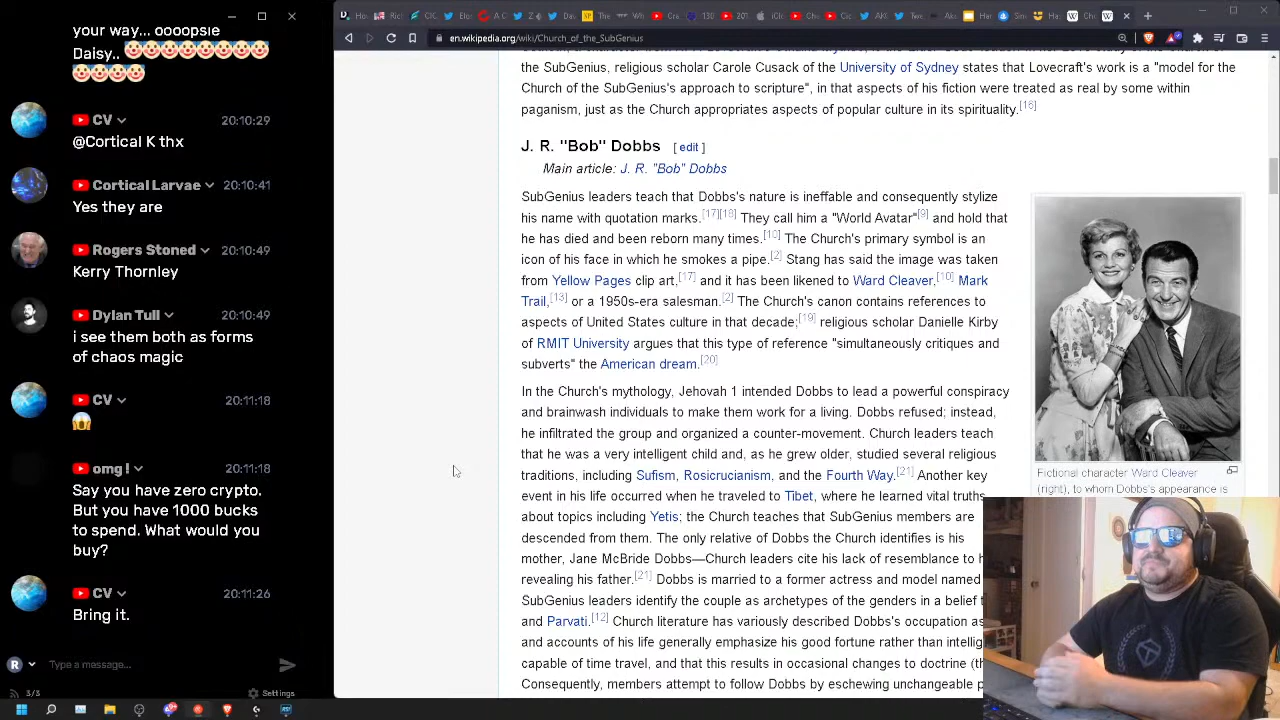 your way... oooopsie
Daisy..
CV
20:10:29
@Cortical K thx
Cortical Larvae
20:10:41
Yes they are
Rogers Stoned
20:10:49
Kerry Thornley
Dylan Tull
20:10:49
i see them both as forms
of chaos magic
CV
20:11:18
omg !
20:11:18
Say you have zero crypto.
But you have 1000 bucks
to spend. What would you
buy?
CV
20:11:26
Bring it.
R
Type a message...
3/3
Settings
en.wikipedia.org/wiki/Church_of_the_SubGenius
the SubGenius, religious scholar Carole Cusack of the University of Sydney states that Lovecraft's work is a "model for the
Church of the SubGenius's approach to scripture", in that aspects of his fiction were treated as real by some within
paganism, just as the Church appropriates aspects of popular culture in its spirituality.[16]
J. R. "Bob" Dobbs [ edit ]
Main article: J. R. "Bob" Dobbs
SubGenius leaders teach that Dobbs's nature is ineffable and consequently stylize
his name with quotation marks.[17][18] They call him a "World Avatar"[9] and hold that
he has died and been reborn many times.[10] The Church's primary symbol is an
icon of his face in which he smokes a pipe.[2] Stang has said the image was taken
from Yellow Pages clip art,[17] and it has been likened to Ward Cleaver,[10] Mark
Trail,[13] or a 1950s-era salesman.[2] The Church's canon contains references to
aspects of United States culture in that decade;[19] religious scholar Danielle Kirby
of RMIT University argues that this type of reference "simultaneously critiques and
subverts" the American dream.[20]
In the Church's mythology, Jehovah 1 intended Dobbs to lead a powerful conspiracy
and brainwash individuals to make them work for a living. Dobbs refused; instead,
he infiltrated the group and organized a counter-movement. Church leaders teach
that he was a very intelligent child and, as he grew older, studied several religious
traditions, including Sufism, Rosicrucianism, and the Fourth Way.[21] Another key
event in his life occurred when he traveled to Tibet, where he learned vital truths
about topics including Yetis; the Church teaches that SubGenius members are
descended from them. The only relative of Dobbs the Church identifies is his
mother, Jane McBride Dobbs—Church leaders cite his lack of resemblance to h
revealing his father.[21] Dobbs is married to a former actress and model named
SubGenius leaders identify the couple as archetypes of the genders in a belief t
and Parvati.[12] Church literature has variously described Dobbs's occupation as
and accounts of his life generally emphasize his good fortune rather than intellig
capable of time travel, and that this results in occasional changes to doctrine (th
Consequently, members attempt to follow Dobbs by eschewing unchangeable p
Fictional character Ward Cleaver
(right), to whom Dobbs's appearance is